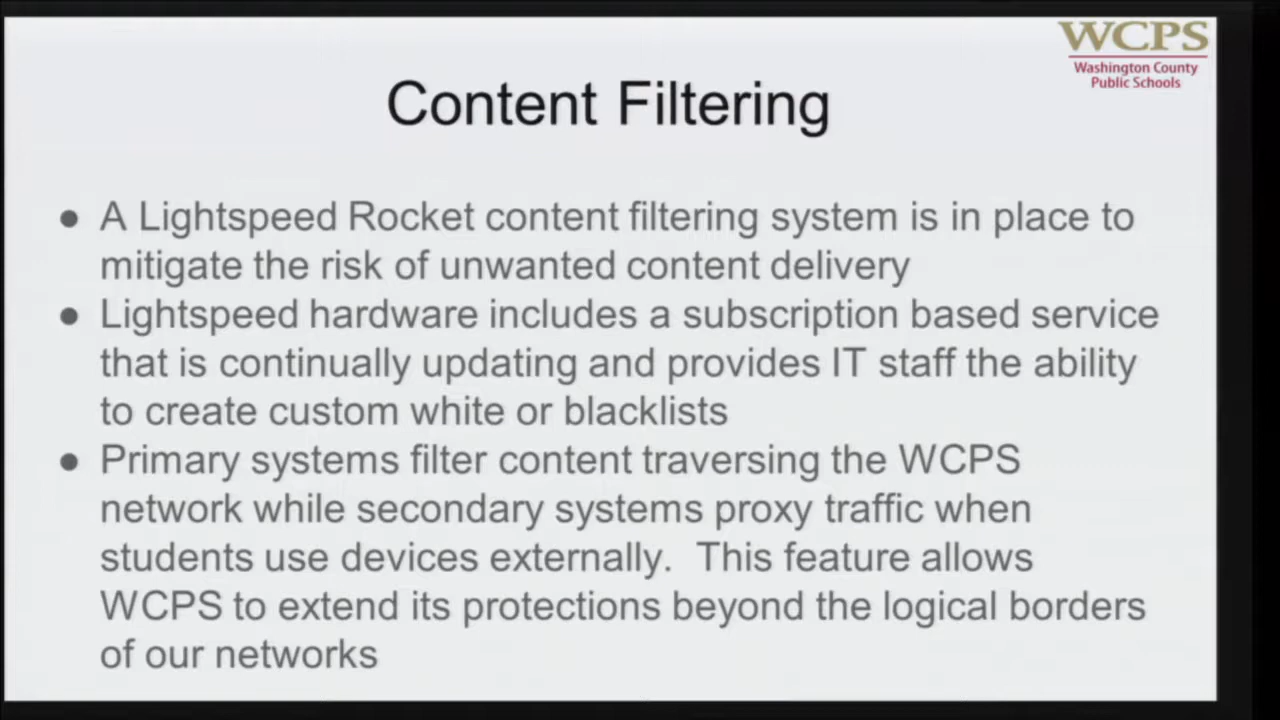 WCPS
Washington County
Public Schools
Content Filtering
● A Lightspeed Rocket content filtering system is in place to
mitigate the risk of unwanted content delivery
● Lightspeed hardware includes a subscription based service
that is continually updating and provides IT staff the ability
to create custom white or blacklists
● Primary systems filter content traversing the WCPS
network while secondary systems proxy traffic when
students use devices externally.  This feature allows
WCPS to extend its protections beyond the logical borders
of our networks